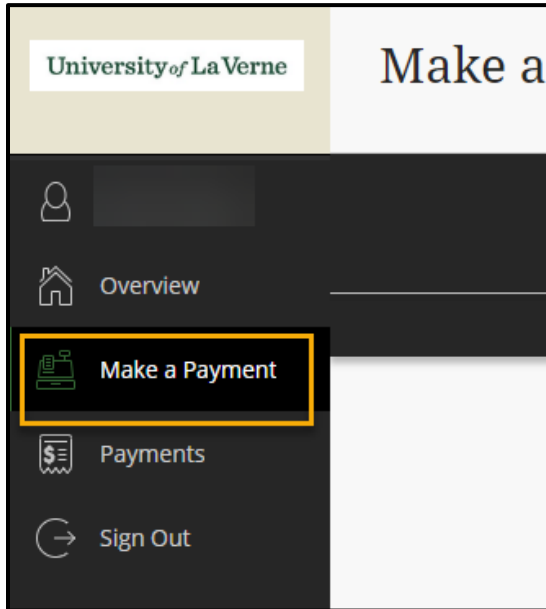 University of La Verne
Make a
Overview
Make a Payment
Payments
Sign Out